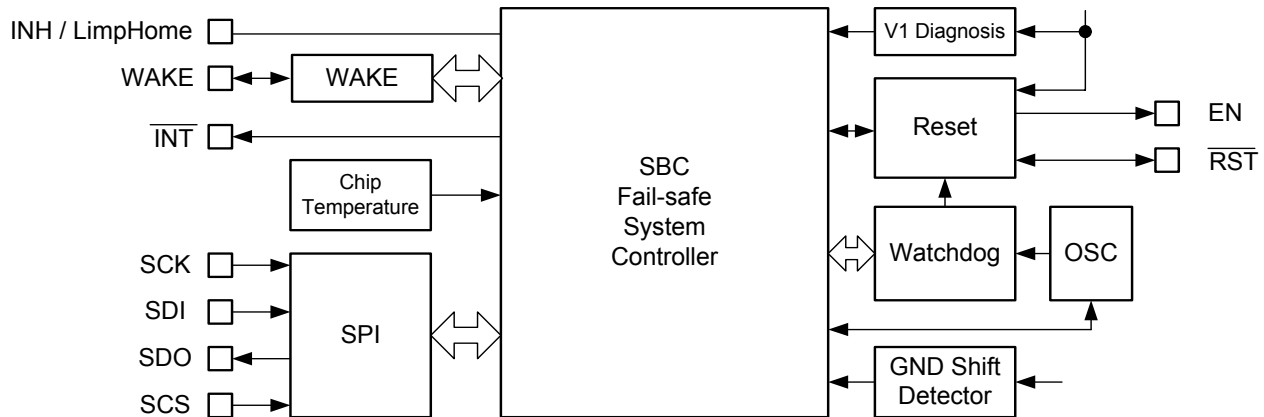 INH / LimpHome
WAKE
WAKE
INT
Chip
Temperature
SCK
SDI
SDO
SCS
SPI
SBC
Fail-safe
System
Controller
V1 Diagnosis
Reset
EN
RST
Watchdog
OSC
GND Shift
Detector